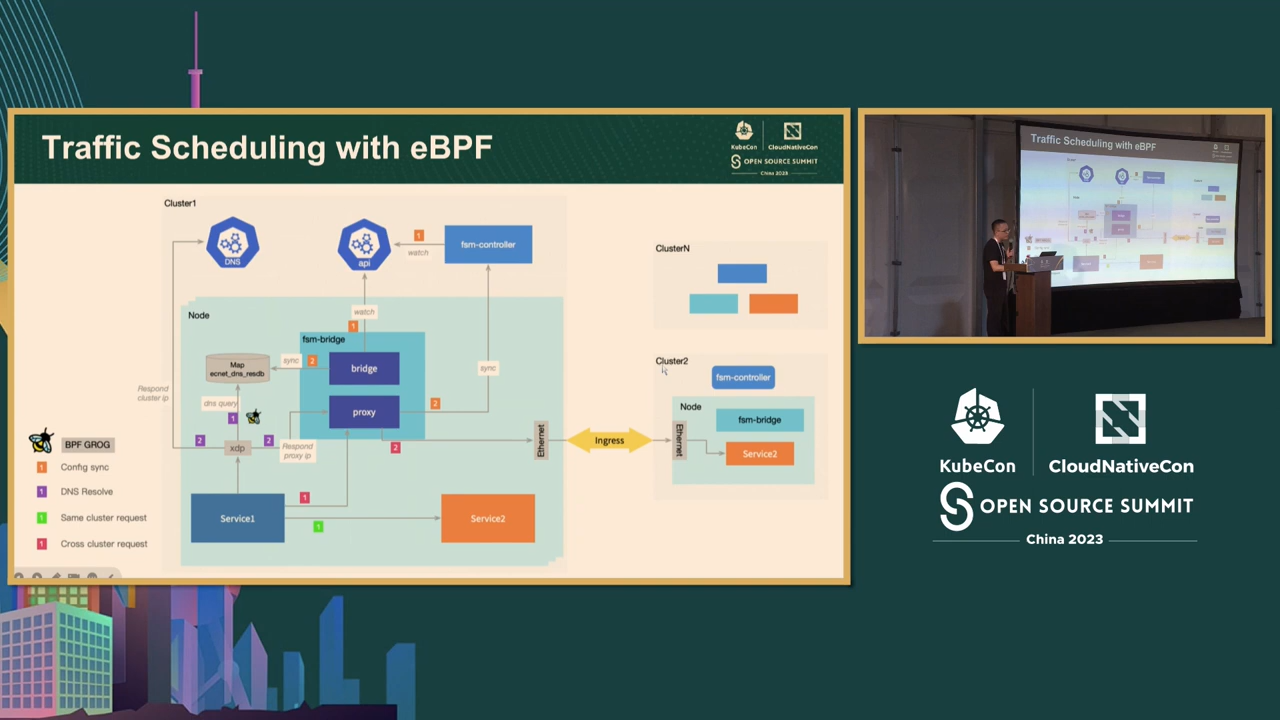 Traffic Scheduling with eBPF
KubeCon
CloudNativeCon
OPEN SOURCE SUMMIT
China 2023
Cluster1
DNS
api
1
watch
fsm-controller
Node
watch
1
fsm-bridge
Map
ecnet_dns_resdb
sync
2
bridge
sync
Respond
cluster ip
dns query
1
proxy
2
2
2
xdp
Respond
proxy ip
2
Ethernet
Ingress
BPF GROG
1
Config sync
1
DNS Resolve
1
Same cluster request
1
Cross cluster request
Service1
1
1
Service2
ClusterN
Cluster2
fsm-controller
Node
fsm-bridge
Ethernet
Service2
Traffic Scheduling with eBPF
KubeCon
CloudNativeCon
OPEN SOURCE SUMMIT
China 2023